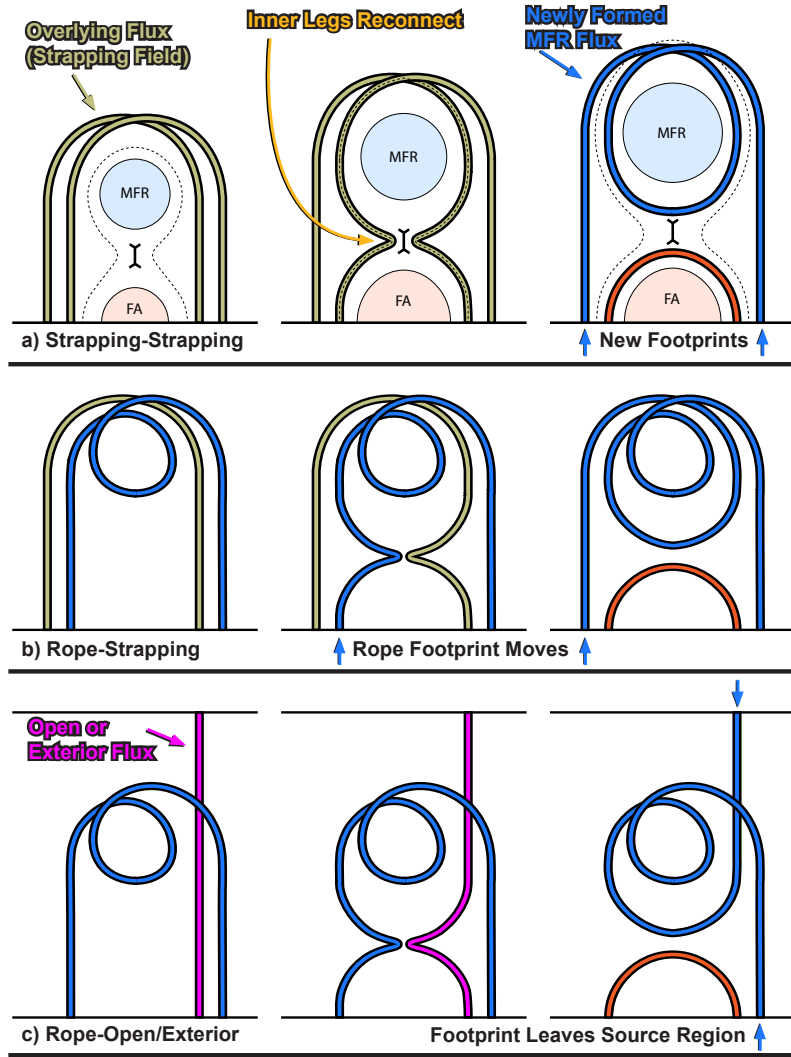 Overlying Flux
(Strapping Field)
Inner Legs Reconnect
Newly Formed
MFR Flux
MFR
MFR
MFR
FA
FA
FA
a) Strapping-Strapping
New Footprints
b) Rope-Strapping
Rope Footprint Moves
Open or
Exterior Flux
c) Rope-Open/Exterior
Footprint Leaves Source Region